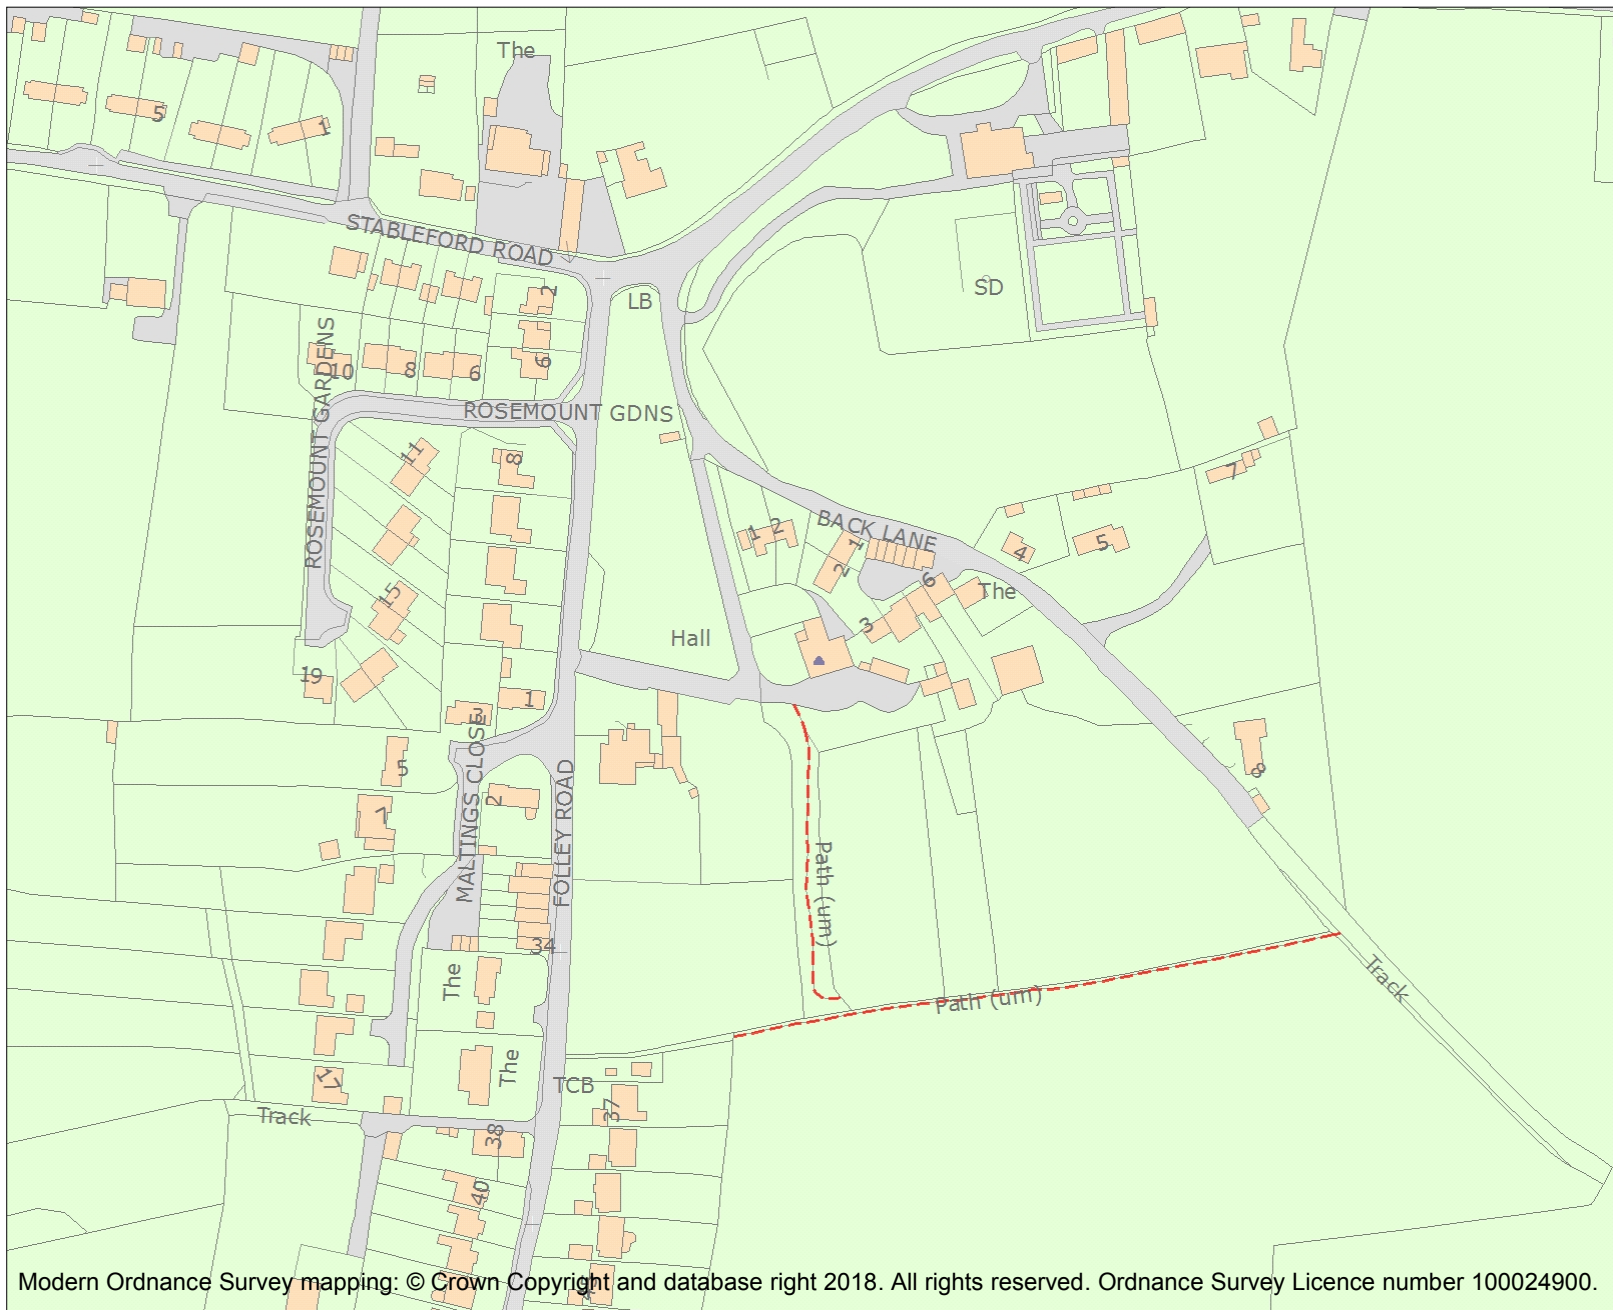 The
5
1
STABLEFORD ROAD
2
LB
SD
ROSEMOUNT GARDENS
10
8
6
6
ROSEMOUNT GDNS
11
8
7
1
2
BACK LANE
1
2
4
5
6
The
15
3
Hall
19
1
3
5
2
7
8
MALTINGS CLOSE
FOLLEY ROAD
Path (um)
34
The
Track
Path (um)
The
TCB
17
37
Track
38
40
Modern Ordnance Survey mapping: © Crown Copyright and database right 2018. All rights reserved. Ordnance Survey Licence number 100024900.